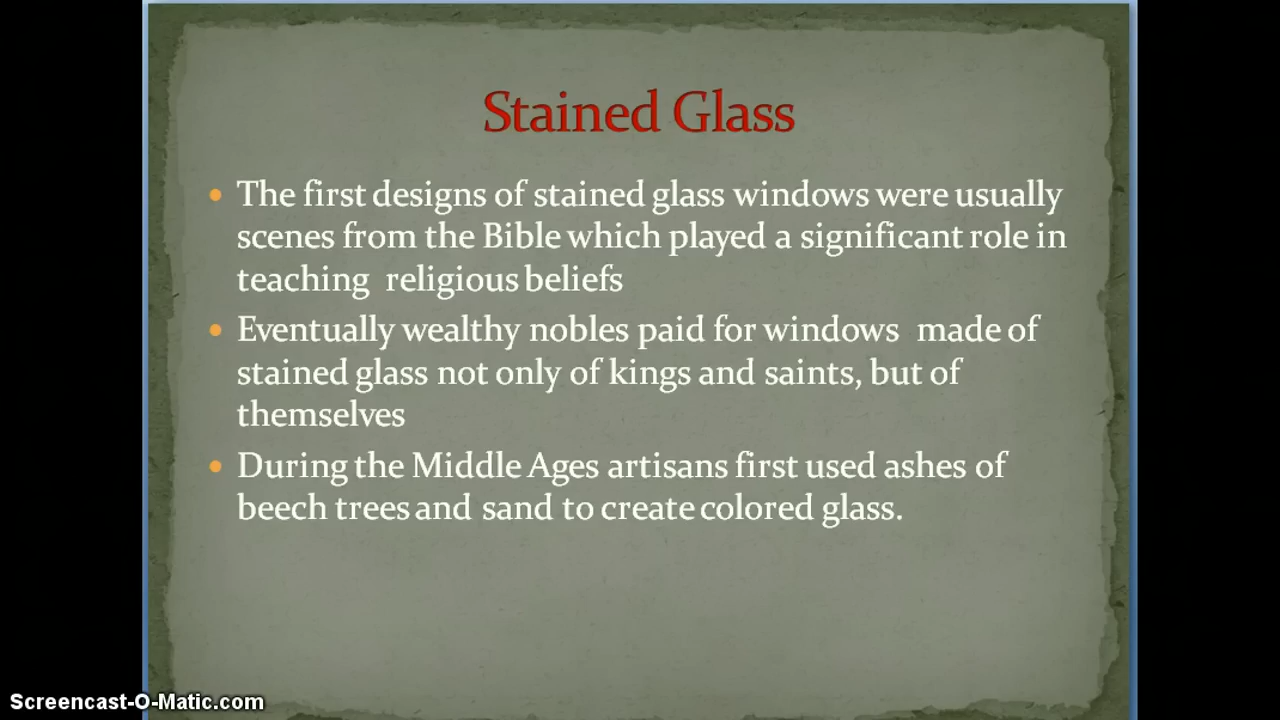 Stained Glass
• The first designs of stained glass windows were usually
scenes from the Bible which played a significant role in
teaching  religious beliefs
• Eventually wealthy nobles paid for windows  made of
stained glass not only of kings and saints, but of
themselves
• During the Middle Ages artisans first used ashes of
beech trees and sand to create colored glass.
Screencast-O-Matic.com